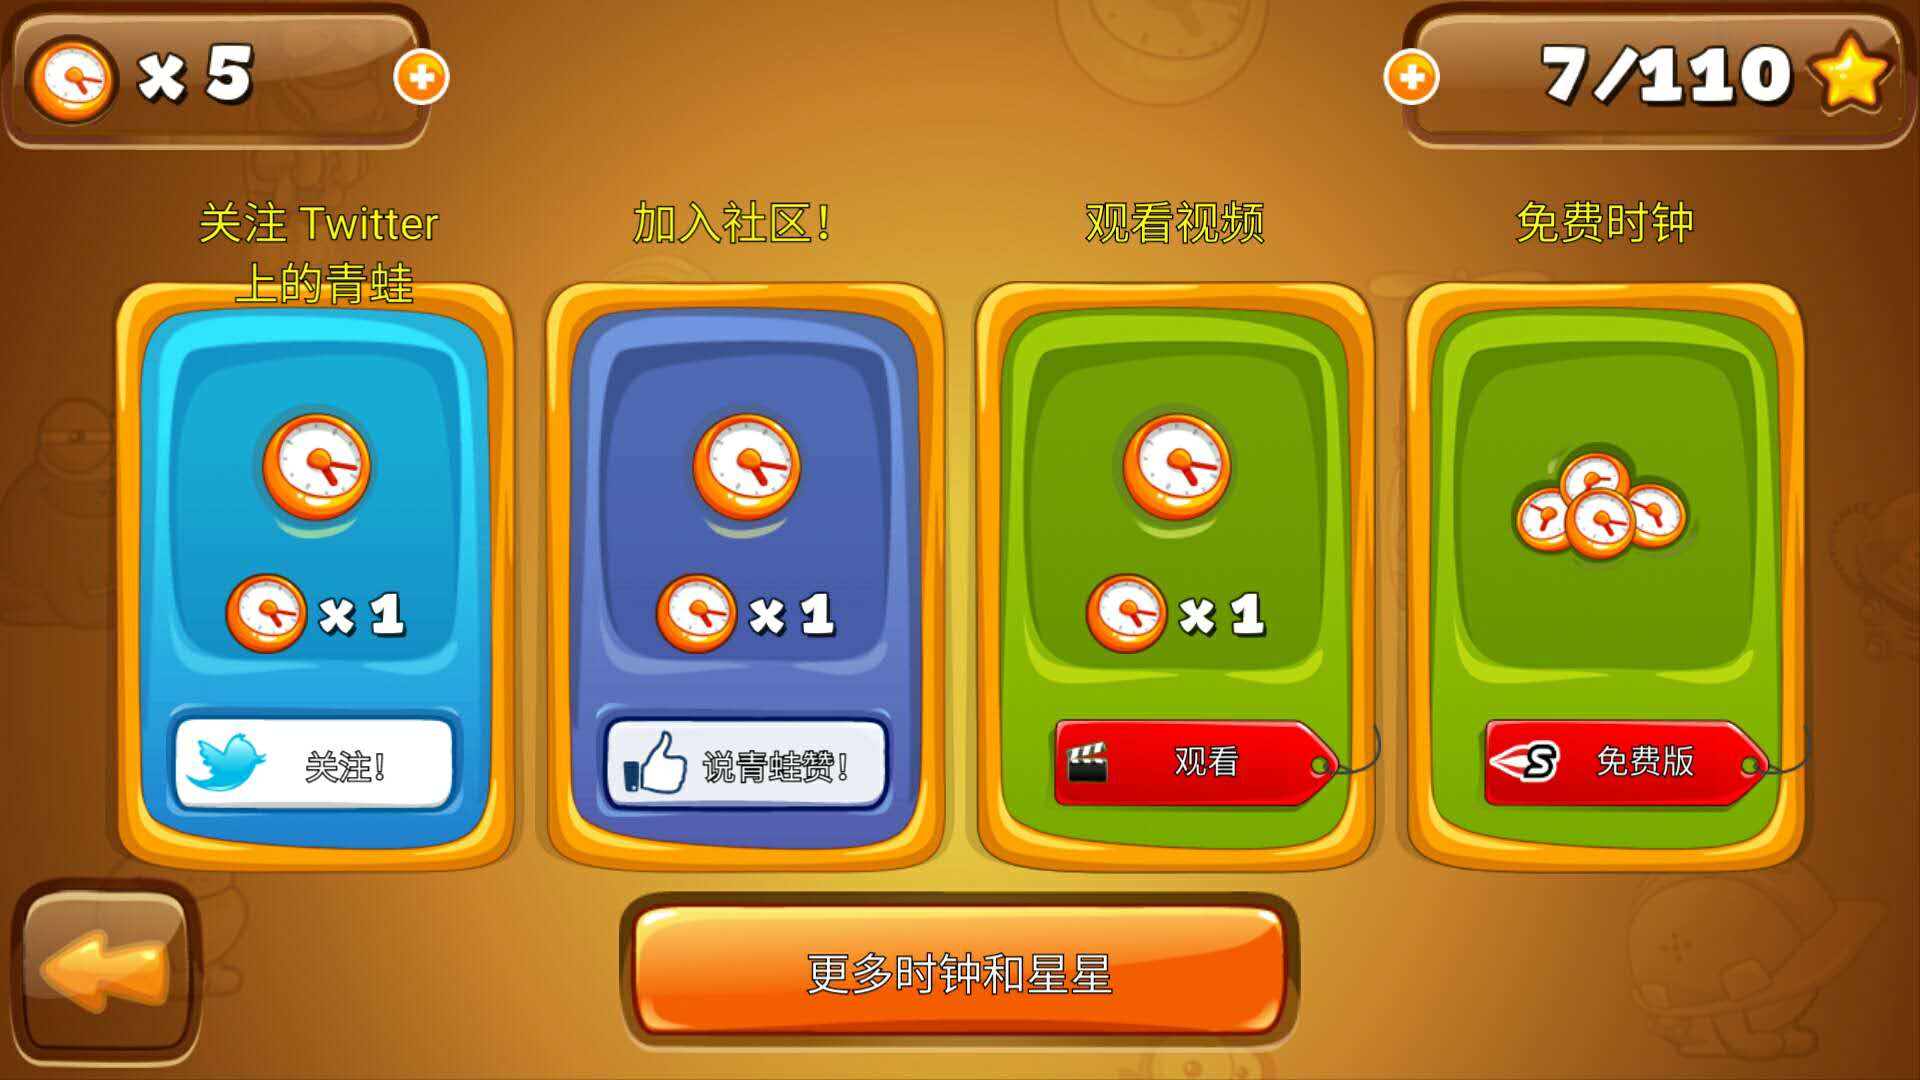 x 5
7/110
关注 Twitter
上的青蛙
加入社区！
观看视频
免费时钟
x 1
x 1
x 1
关注！
说青蛙赞！
观看
S
免费版
更多时钟和星星